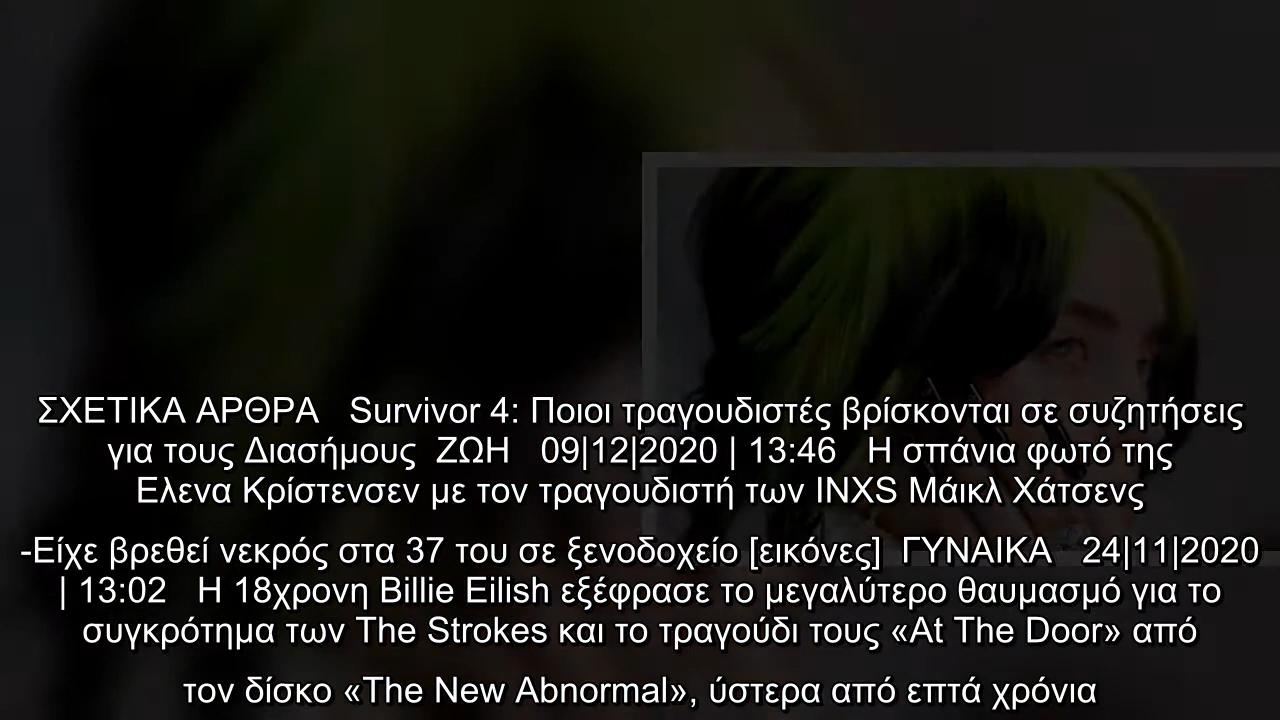 ΣΧΕΤΙΚΑ ΑΡΘΡΑ   Survivor 4: Ποιοι τραγουδιστές βρίσκονται σε συζητήσεις
για τους Διασήμους  ΖΩΗ   09|12|2020 | 13:46   Η σπάνια φωτό της
Ελενα Κρίστενσεν με τον τραγουδιστή των INXS Μάικλ Χάτσενς
-Είχε βρεθεί νεκρός στα 37 του σε ξενοδοχείο [εικόνες]  ΓΥΝΑΙΚΑ   24|11|2020
| 13:02   Η 18χρονη Billie Eilish εξέφρασε το μεγαλύτερο θαυμασμό για το
συγκρότημα των The Strokes και το τραγούδι τους «At The Door» από
τον δίσκο «The New Abnormal», ύστερα από επτά χρόνια